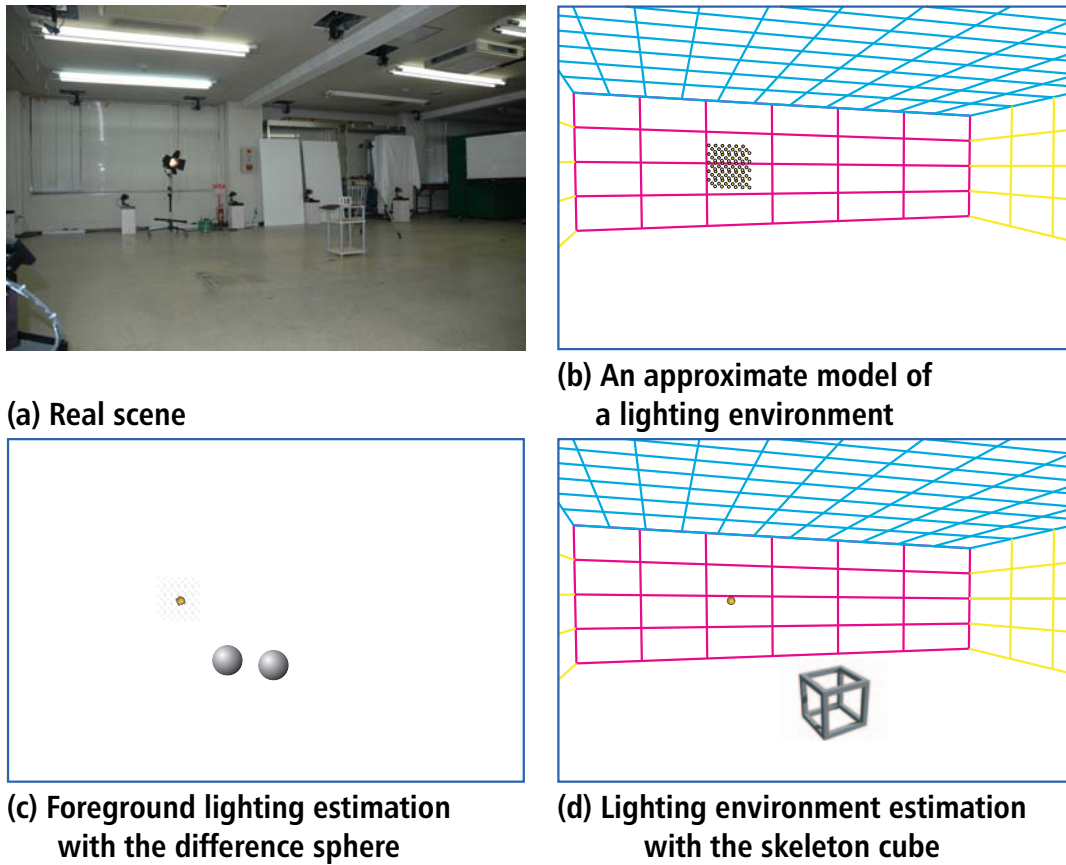 (a) Real scene
(b) An approximate model of
a lighting environment
(c) Foreground lighting estimation
with the difference sphere
(d) Lighting environment estimation
with the skeleton cube